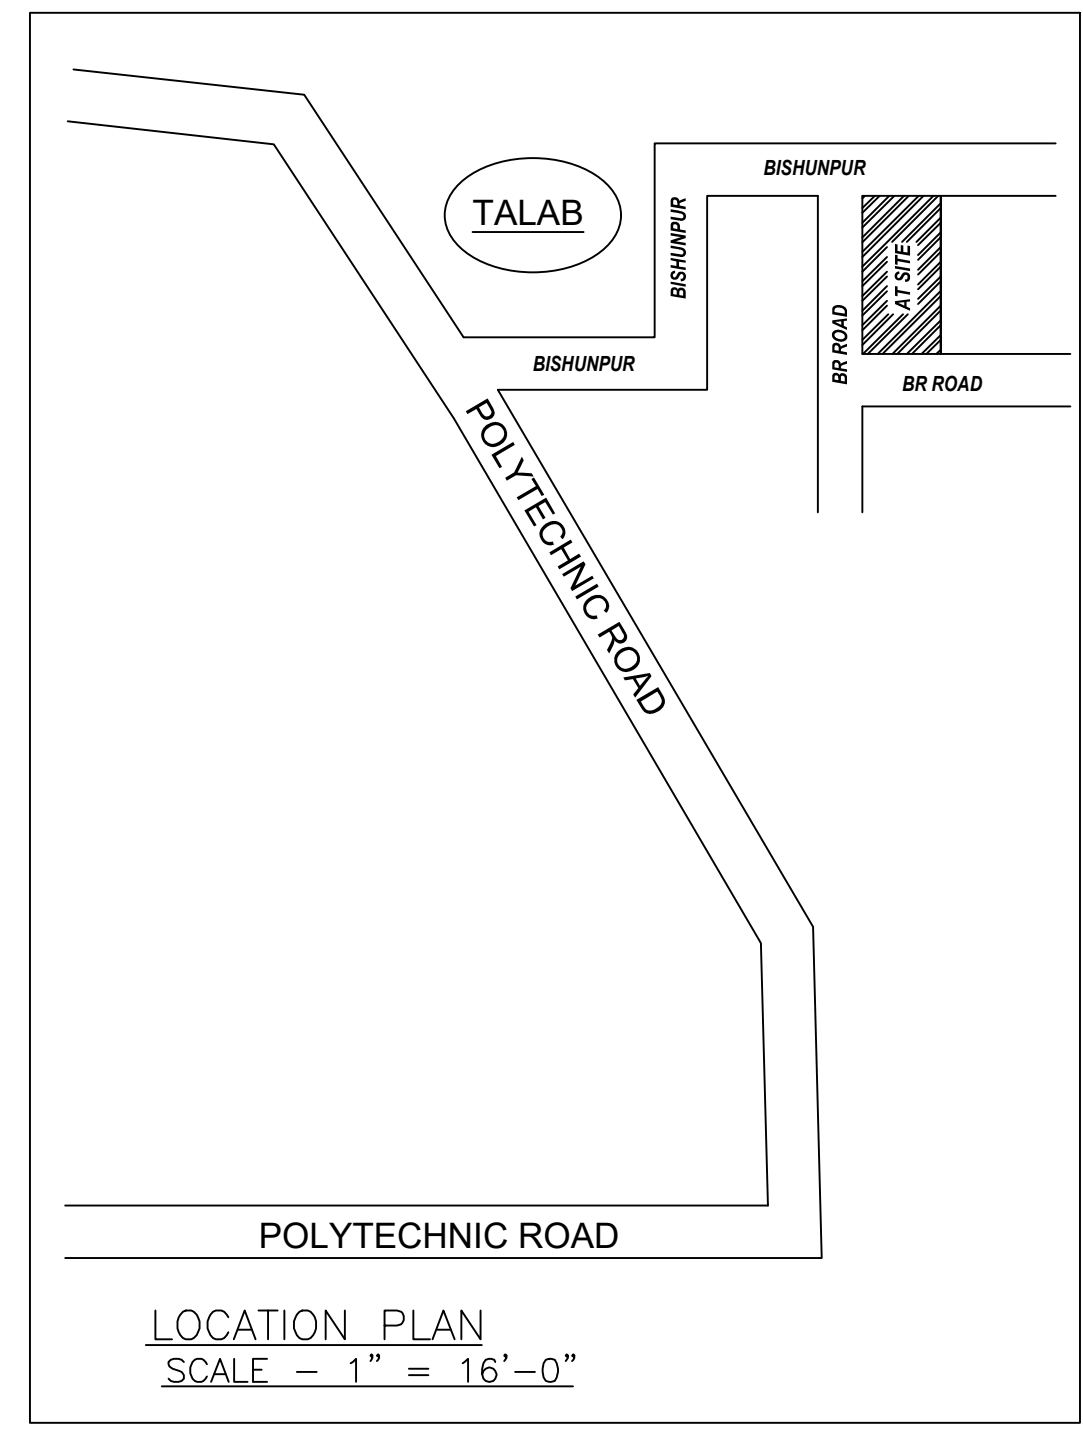 BISHUNPUR
TALAB
BISHUNPUR
AT SITE
BR ROAD
BISHUNPUR
BR ROAD
POLYTECHNIC ROAD
POLYTECHNIC ROAD
LOCATION PLAN
SCALE – 1” = 16’–0”